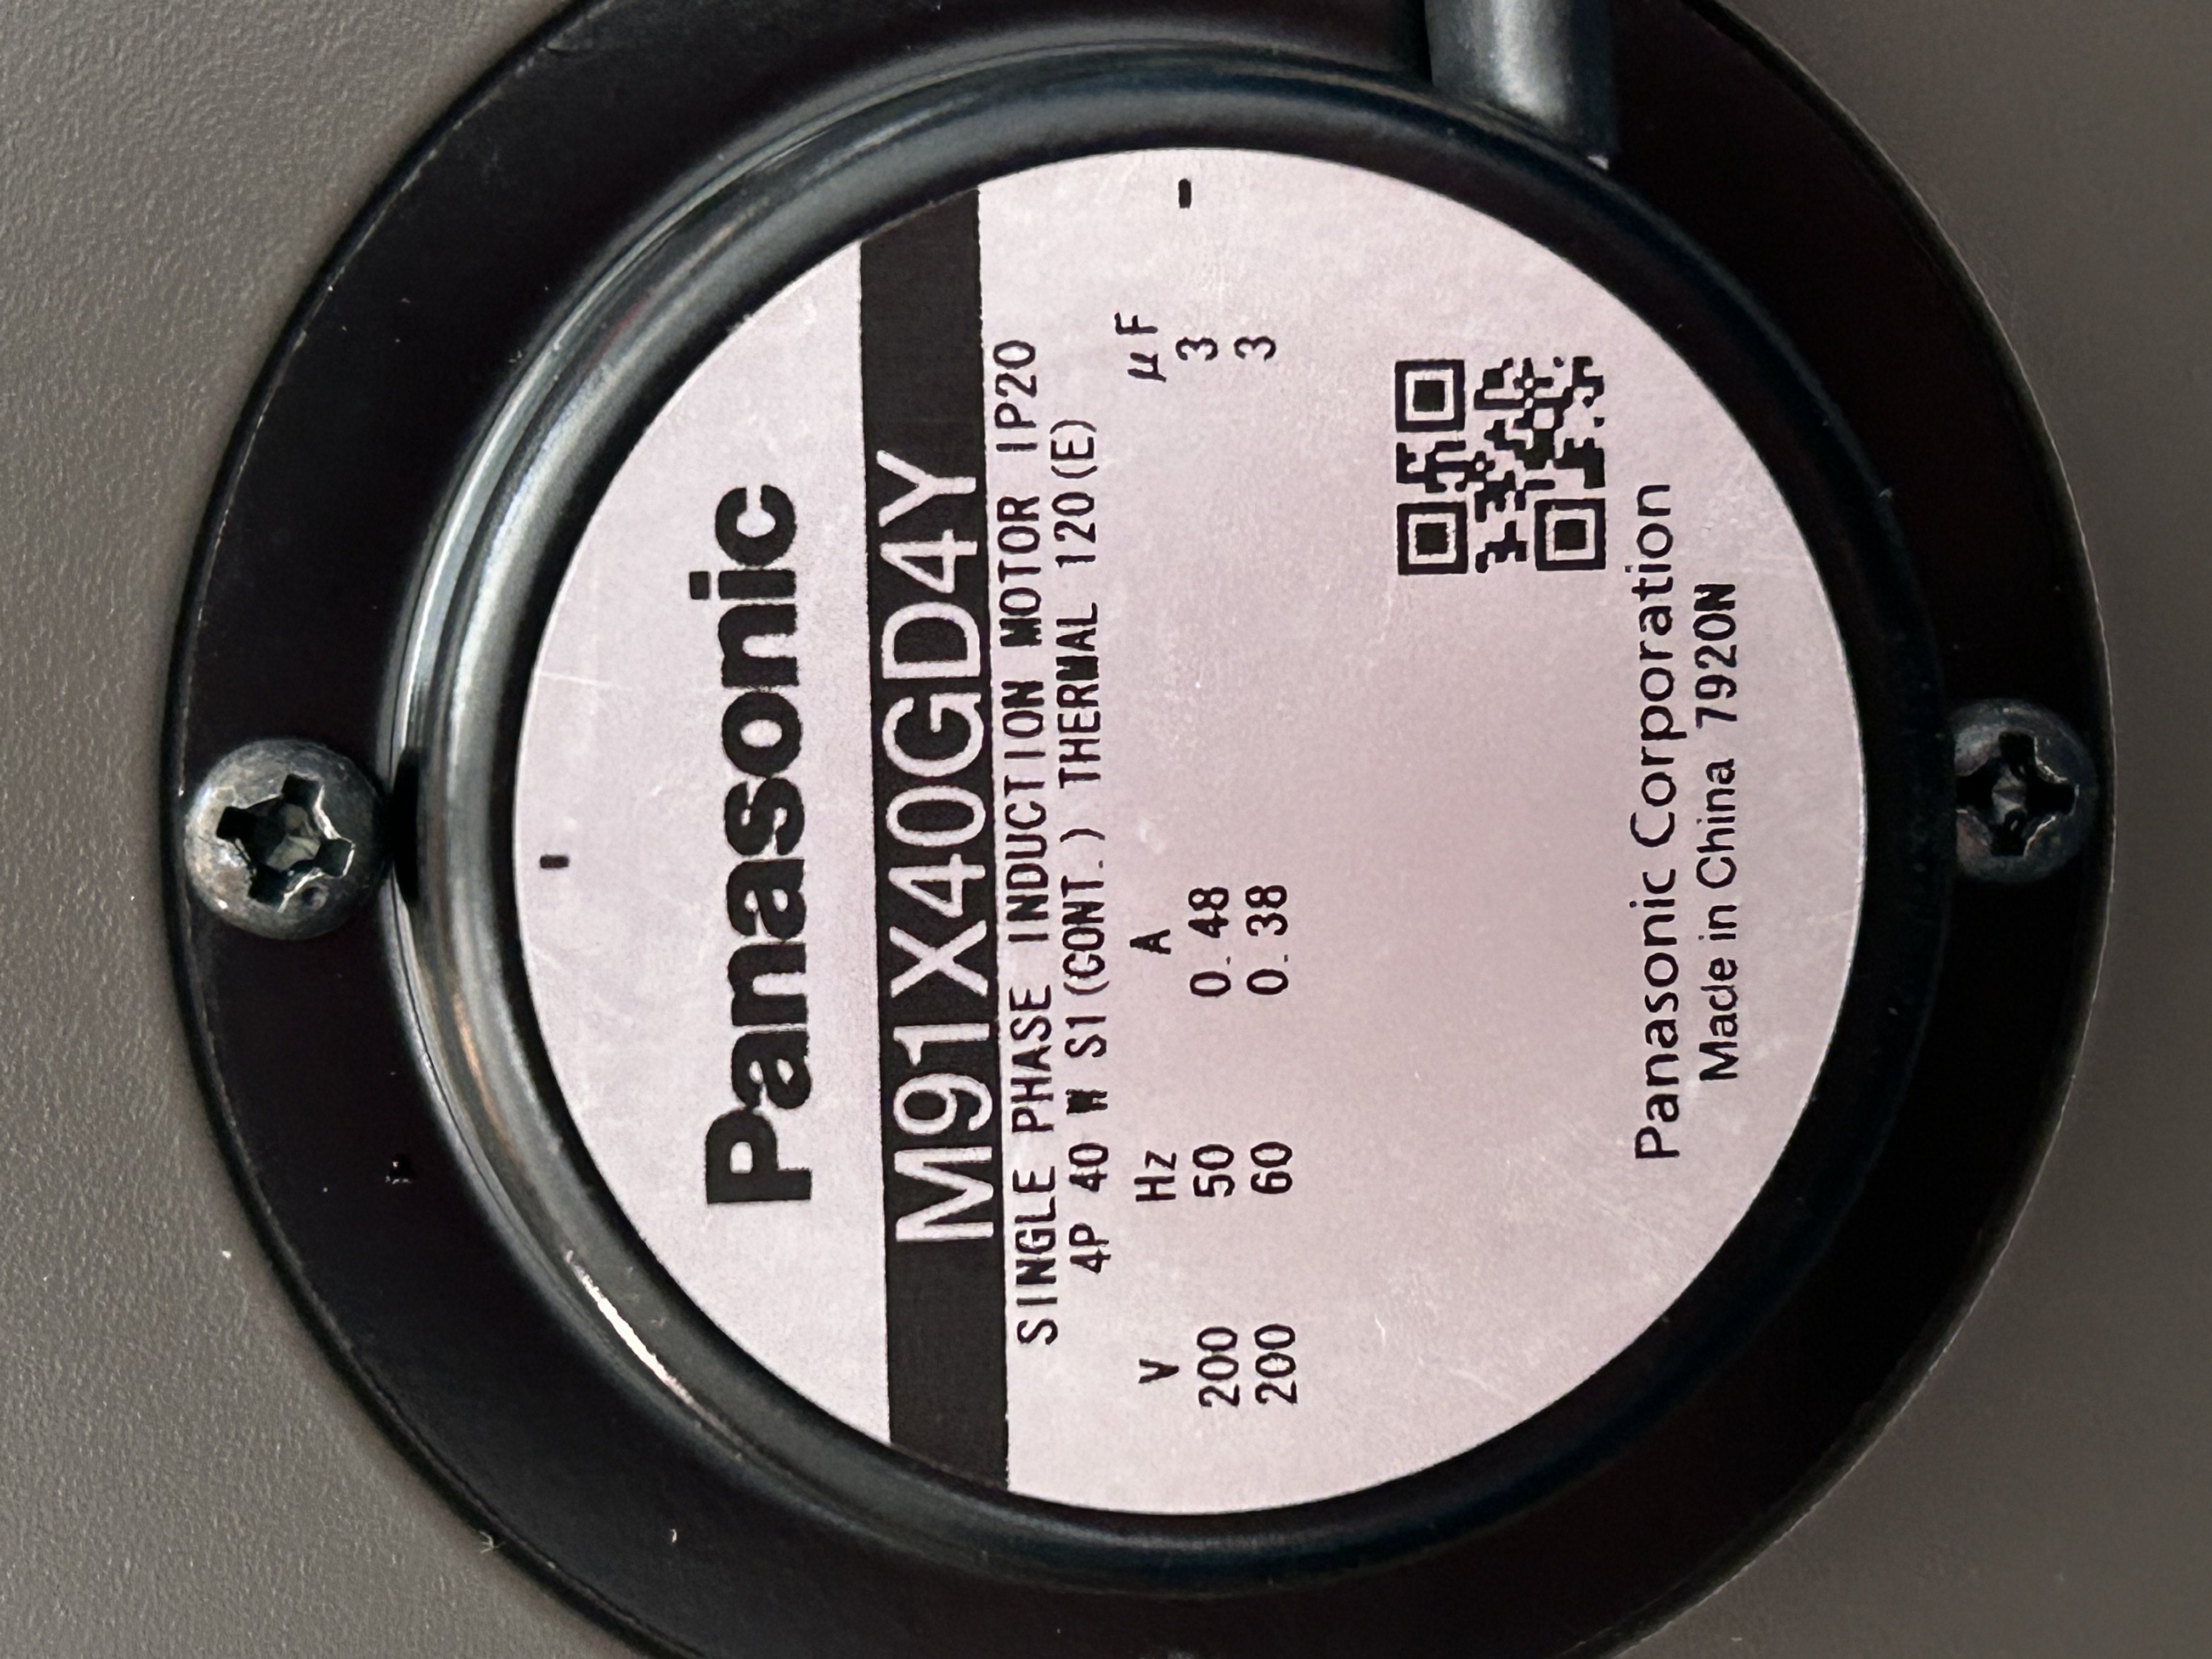 Panasonic
M91X40GD4Y
SINGLE PHASE INDUCTION MOTOR IP20
4P 40 W S1(CONT.) THERMAL 120(E)
V Hz A μF
200 50 0.48 3
200 60 0.38 3
Panasonic Corporation
Made in China 7920N